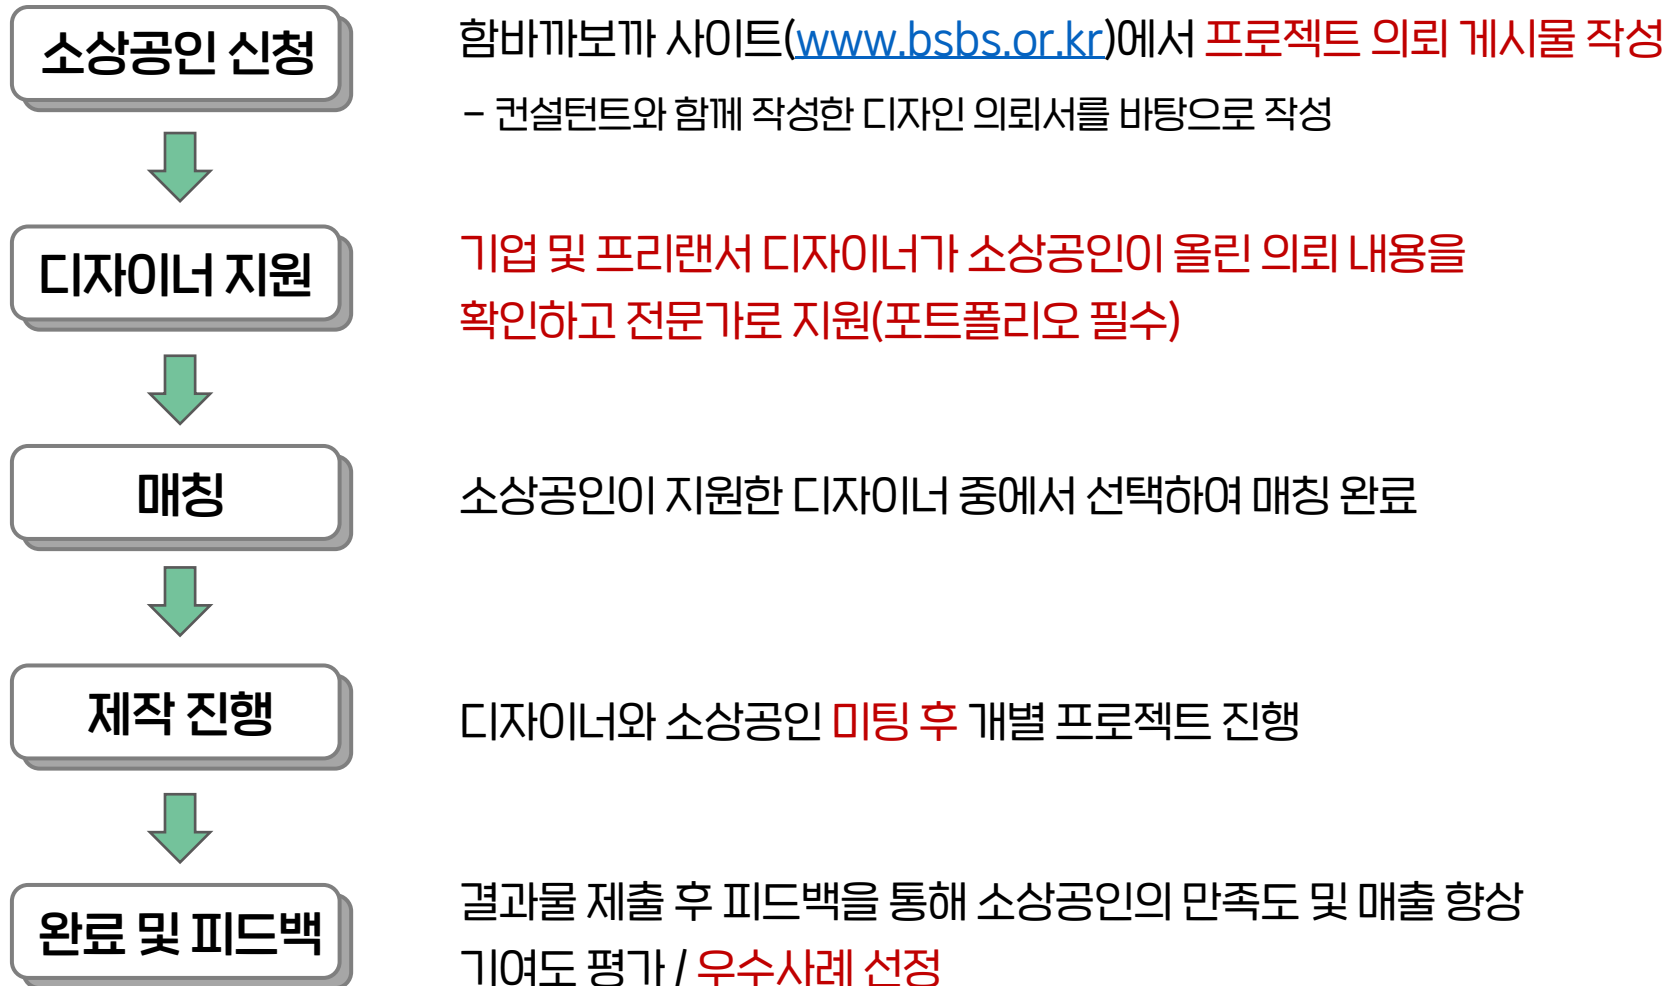 소상공인 신청
함바까보까 사이트(www.bsbs.or.kr)에서 프로젝트 의뢰 게시물 작성
- 컨설턴트와 함께 작성한 디자인 의뢰서를 바탕으로 작성
디자이너 지원
기업 및 프리랜서 디자이너가 소상공인이 올린 의뢰 내용을
확인하고 전문가로 지원(포트폴리오 필수)
매칭
소상공인이 지원한 디자이너 중에서 선택하여 매칭 완료
제작 진행
디자이너와 소상공인 미팅 후 개별 프로젝트 진행
완료 및 피드백
결과물 제출 후 피드백을 통해 소상공인의 만족도 및 매출 향상
기여도 평가 / 우수사례 선정